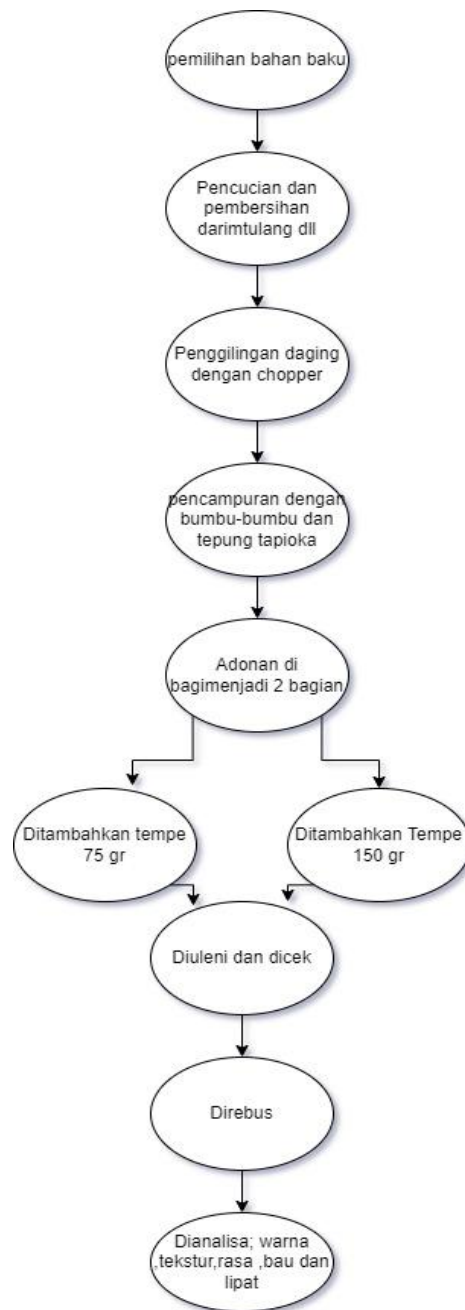 pemilihan bahan baku
Pencucian dan
pembersihan
darimtulang dll
Penggilingan daging
dengan chopper
pencampuran dengan
bumbu-bumbu dan
tepung tapioka
Adonan di
bagimenjadi 2 bagian
Ditambahkan tempe
75 gr
Ditambahkan Tempe
150 gr
Diuleni dan dicek
Direbus
Dianalisa; warna
,tekstur,rasa ,bau dan
lipat